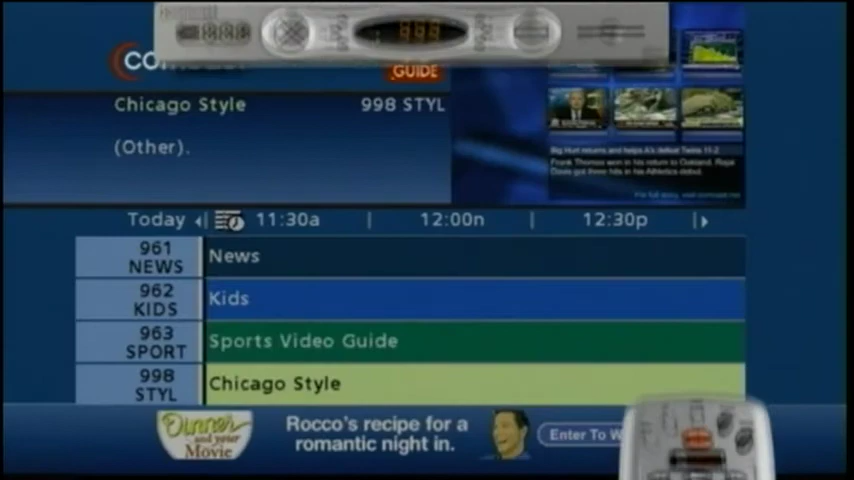 999
GUIDE
Chicago Style 998 STYL
(Other).
Big Hurt returns and helps A's defeat Twins 11-2
Frank Thomas won in his return to Oakland. Rajai
Davis got three hits in his Athletics debut.
Today 11:30a 12:00n 12:30p
961
NEWS
News
962
KIDS
Kids
963
SPORT
Sports Video Guide
998
STYL
Chicago Style
Dinner
and your
Movie
Rocco's recipe for a
romantic night in.
Enter To W